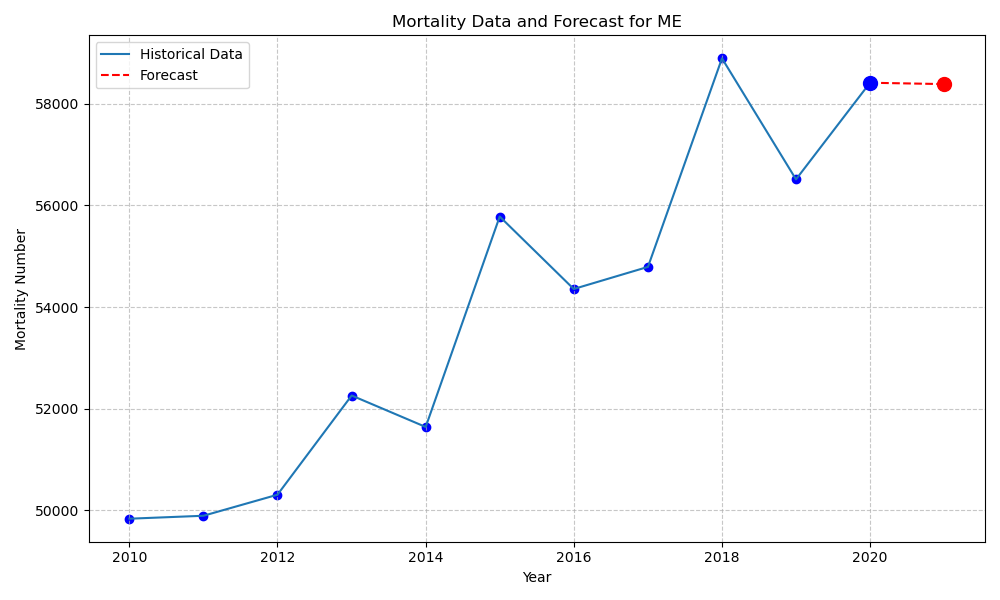 Mortality Data and Forecast for ME
Historical Data
Forecast
58000
56000
54000
52000
50000
Mortality Number
2010 2012 2014 2016 2018 2020
Year